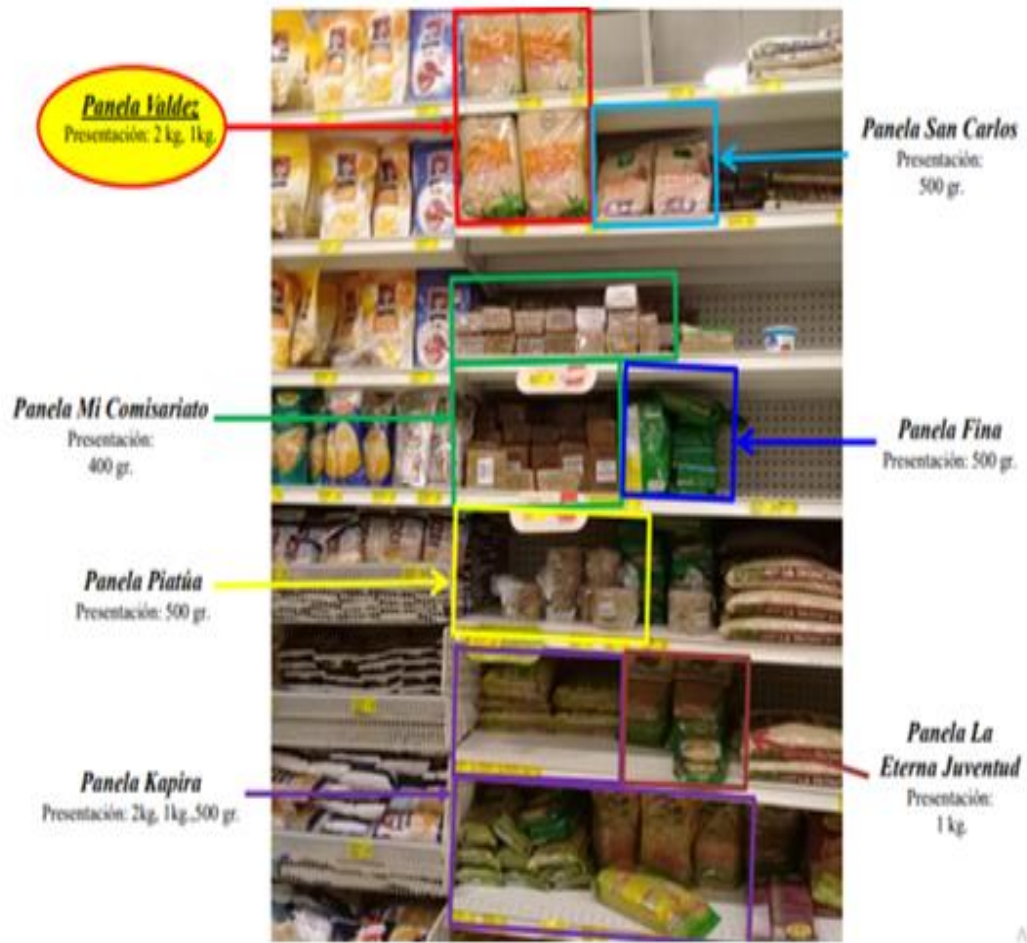 Panela Valdez
Presentación: 2 kg, 1kg.
Panela San Carlos
Presentación:
500 gr.
Panela Mi Comisariato
Presentación:
400 gr.
Panela Fina
Presentación: 500 gr.
Panela Piatúa
Presentación: 500 gr.
Panela La
Eterna Juventud
Presentación:
1 kg.
Panela Kapira
Presentación: 2kg, 1kg.,500 gr.